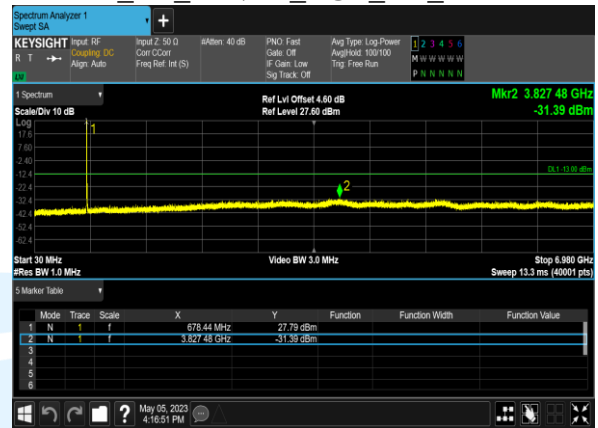 Spectrum Analyzer 1
Swept SA
KEYSIGHT
R T
LV
Input: RF
Coupling: DC
Align: Auto
Input Z: 50 Ω
Corr CCorr
Freq Ref: Int (S)
#Atten: 40 dB
PNO: Fast
Gate: Off
IF Gain: Low
Sig Track: Off
Avg Type: Log-Power
Avg|Hold: 100/100
Trig: Free Run
1 2 3 4 5 6
M W W W W W
P N N N N N
1 Spectrum
Scale/Div 10 dB
Ref Lvl Offset 4.60 dB
Ref Level 27.60 dBm
Mkr2 3.827 48 GHz
-31.39 dBm
Log
17.6
7.60
-2.40
-12.4
-22.4
-32.4
-42.4
-52.4
-62.4
1
2
DL1 -13.00 dBm
Start 30 MHz
#Res BW 1.0 MHz
Video BW 3.0 MHz
Stop 6.980 GHz
Sweep 13.3 ms (40001 pts)
5 Marker Table
Mode Trace Scale X Y Function Function Width Function Value
1 N 1 f 678.44 MHz 27.79 dBm
2 N 1 f 3.827 48 GHz -31.39 dBm
3
4
5
6
?
May 05, 2023
4:16:51 PM